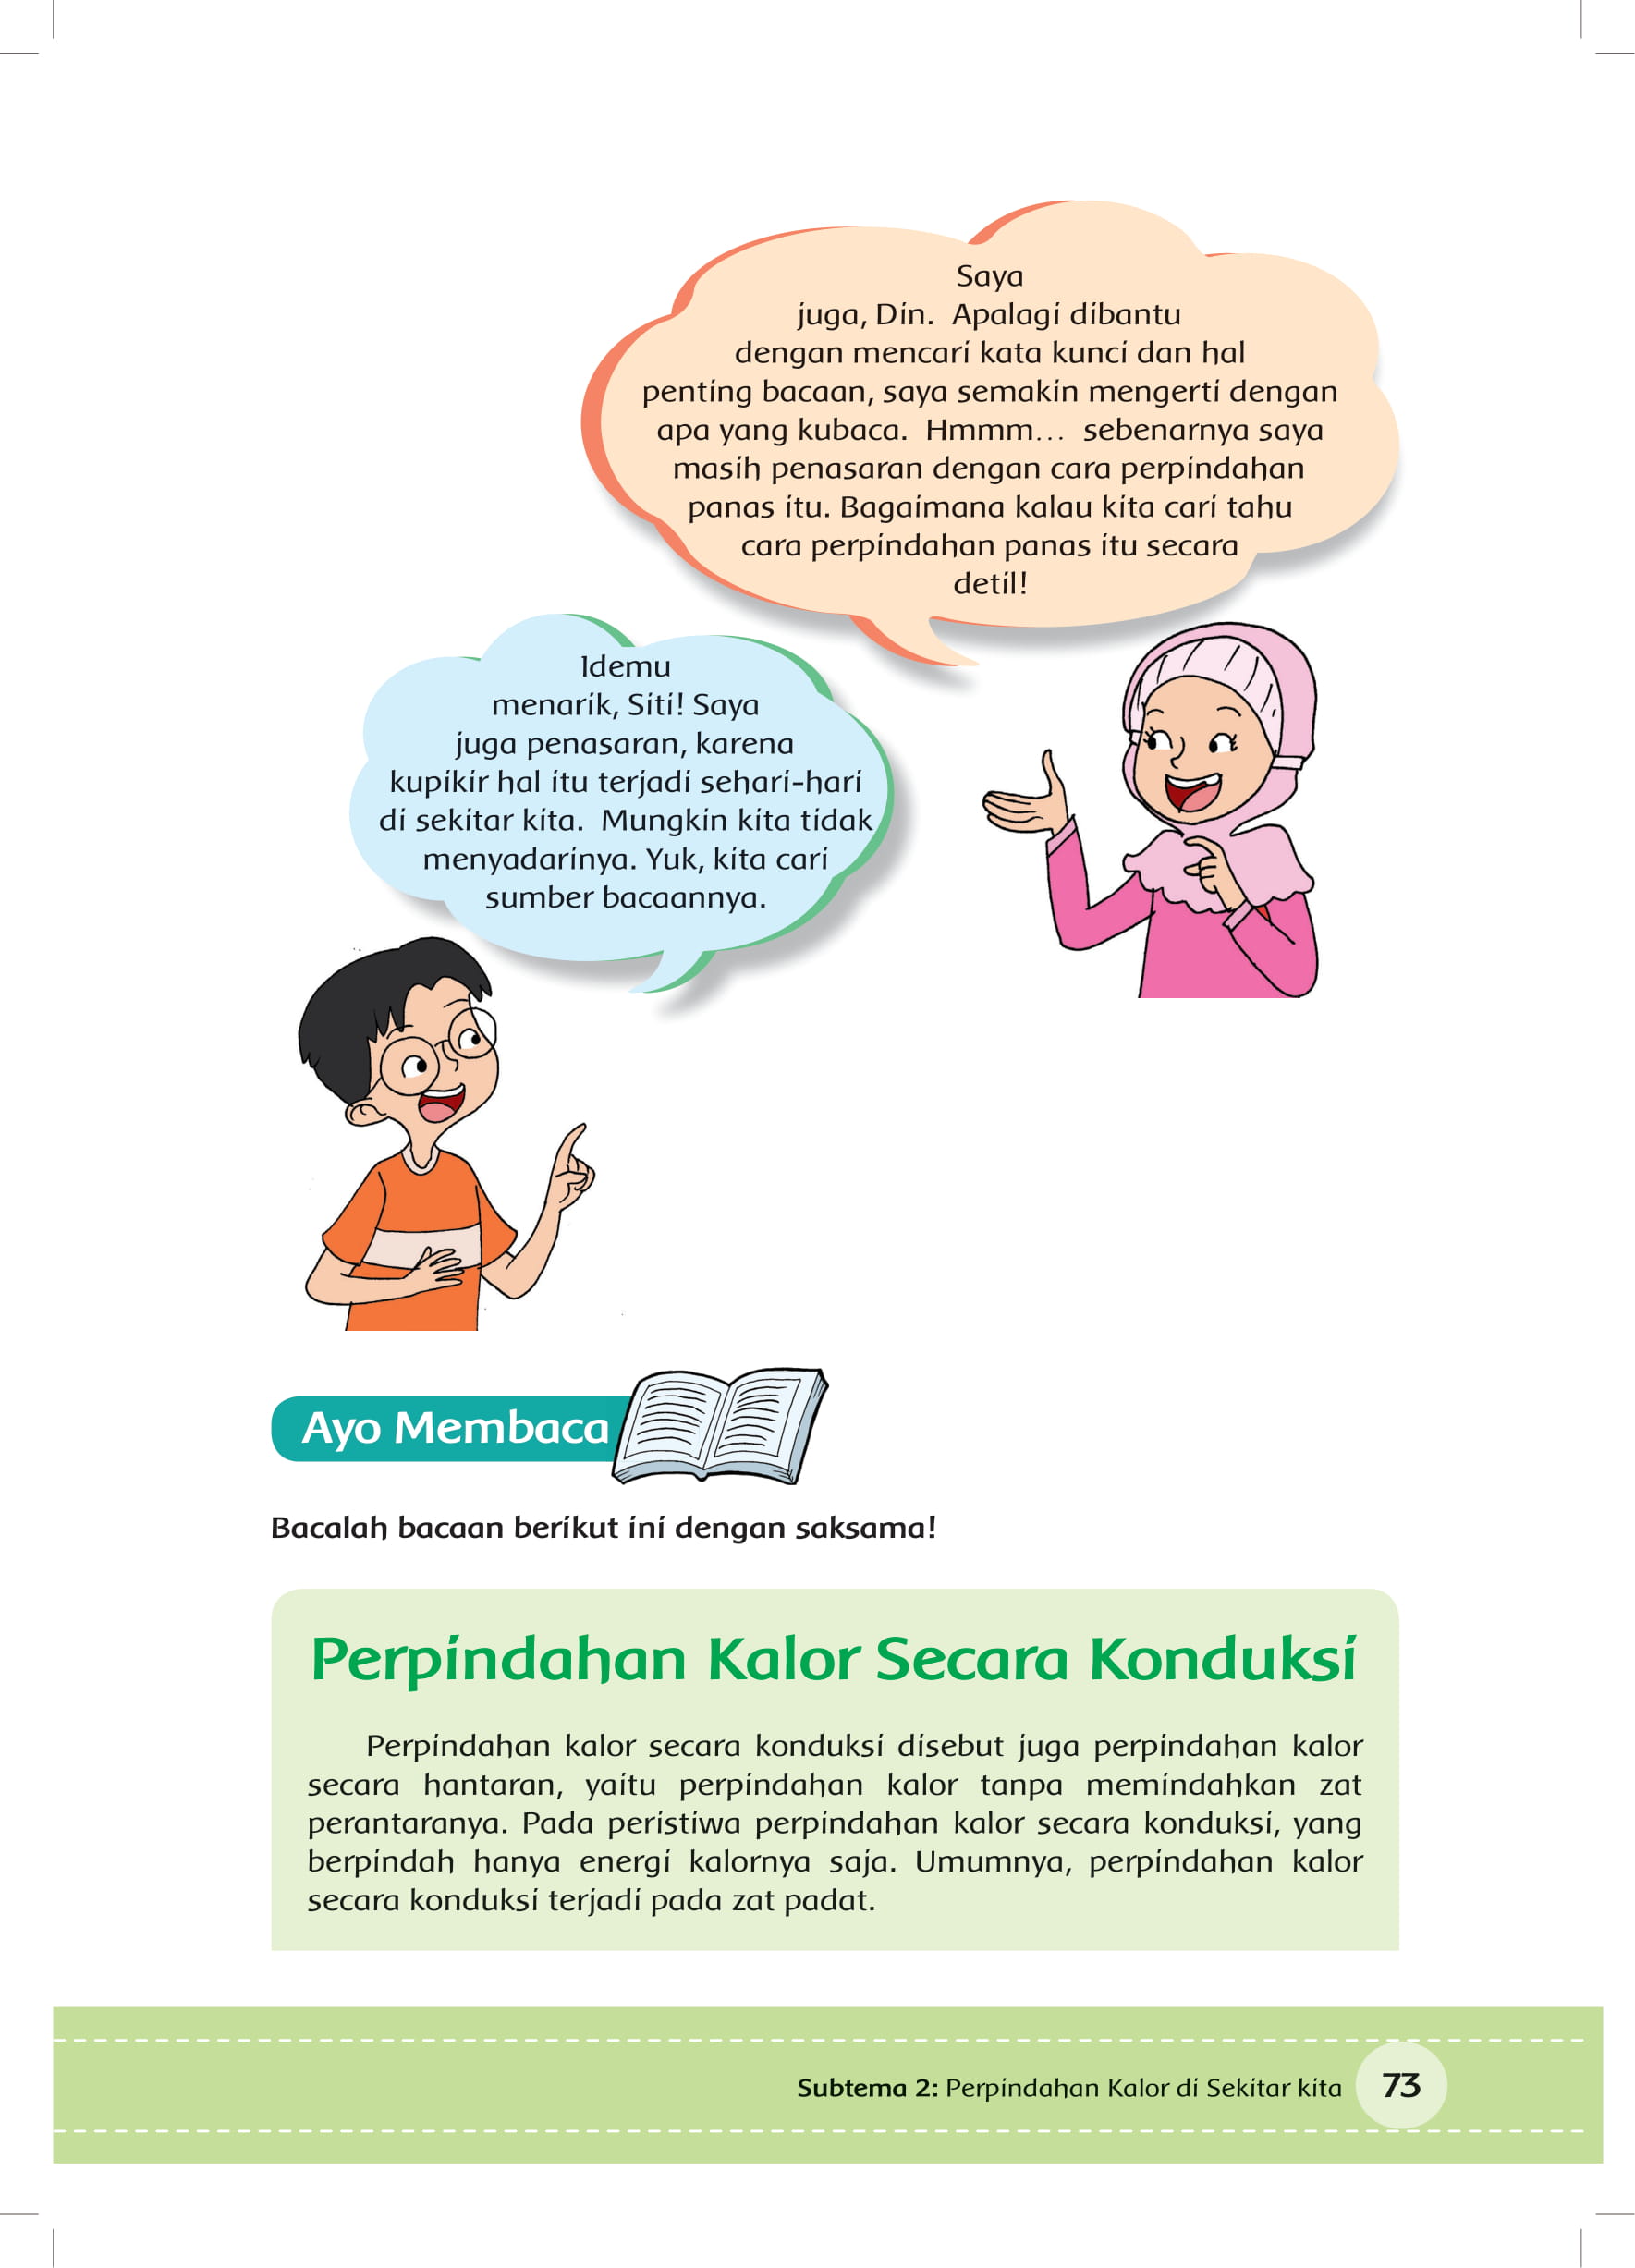 Saya
juga, Din.  Apalagi dibantu
dengan mencari kata kunci dan hal
penting bacaan, saya semakin mengerti dengan
apa yang kubaca.  Hmmm…  sebenarnya saya
masih penasaran dengan cara perpindahan
panas itu. Bagaimana kalau kita cari tahu
cara perpindahan panas itu secara
detil!
Idemu
menarik, Siti! Saya
juga penasaran, karena
kupikir hal itu terjadi sehari-hari
di sekitar kita.  Mungkin kita tidak
menyadarinya. Yuk, kita cari
sumber bacaannya.
Ayo Membaca
Bacalah bacaan berikut ini dengan saksama!
Perpindahan Kalor Secara Konduksi
Perpindahan kalor secara konduksi disebut juga perpindahan kalor
secara hantaran, yaitu perpindahan kalor tanpa memindahkan zat
perantaranya. Pada peristiwa perpindahan kalor secara konduksi, yang
berpindah hanya energi kalornya saja. Umumnya, perpindahan kalor
secara konduksi terjadi pada zat padat.
Subtema 2: Perpindahan Kalor di Sekitar kita 73